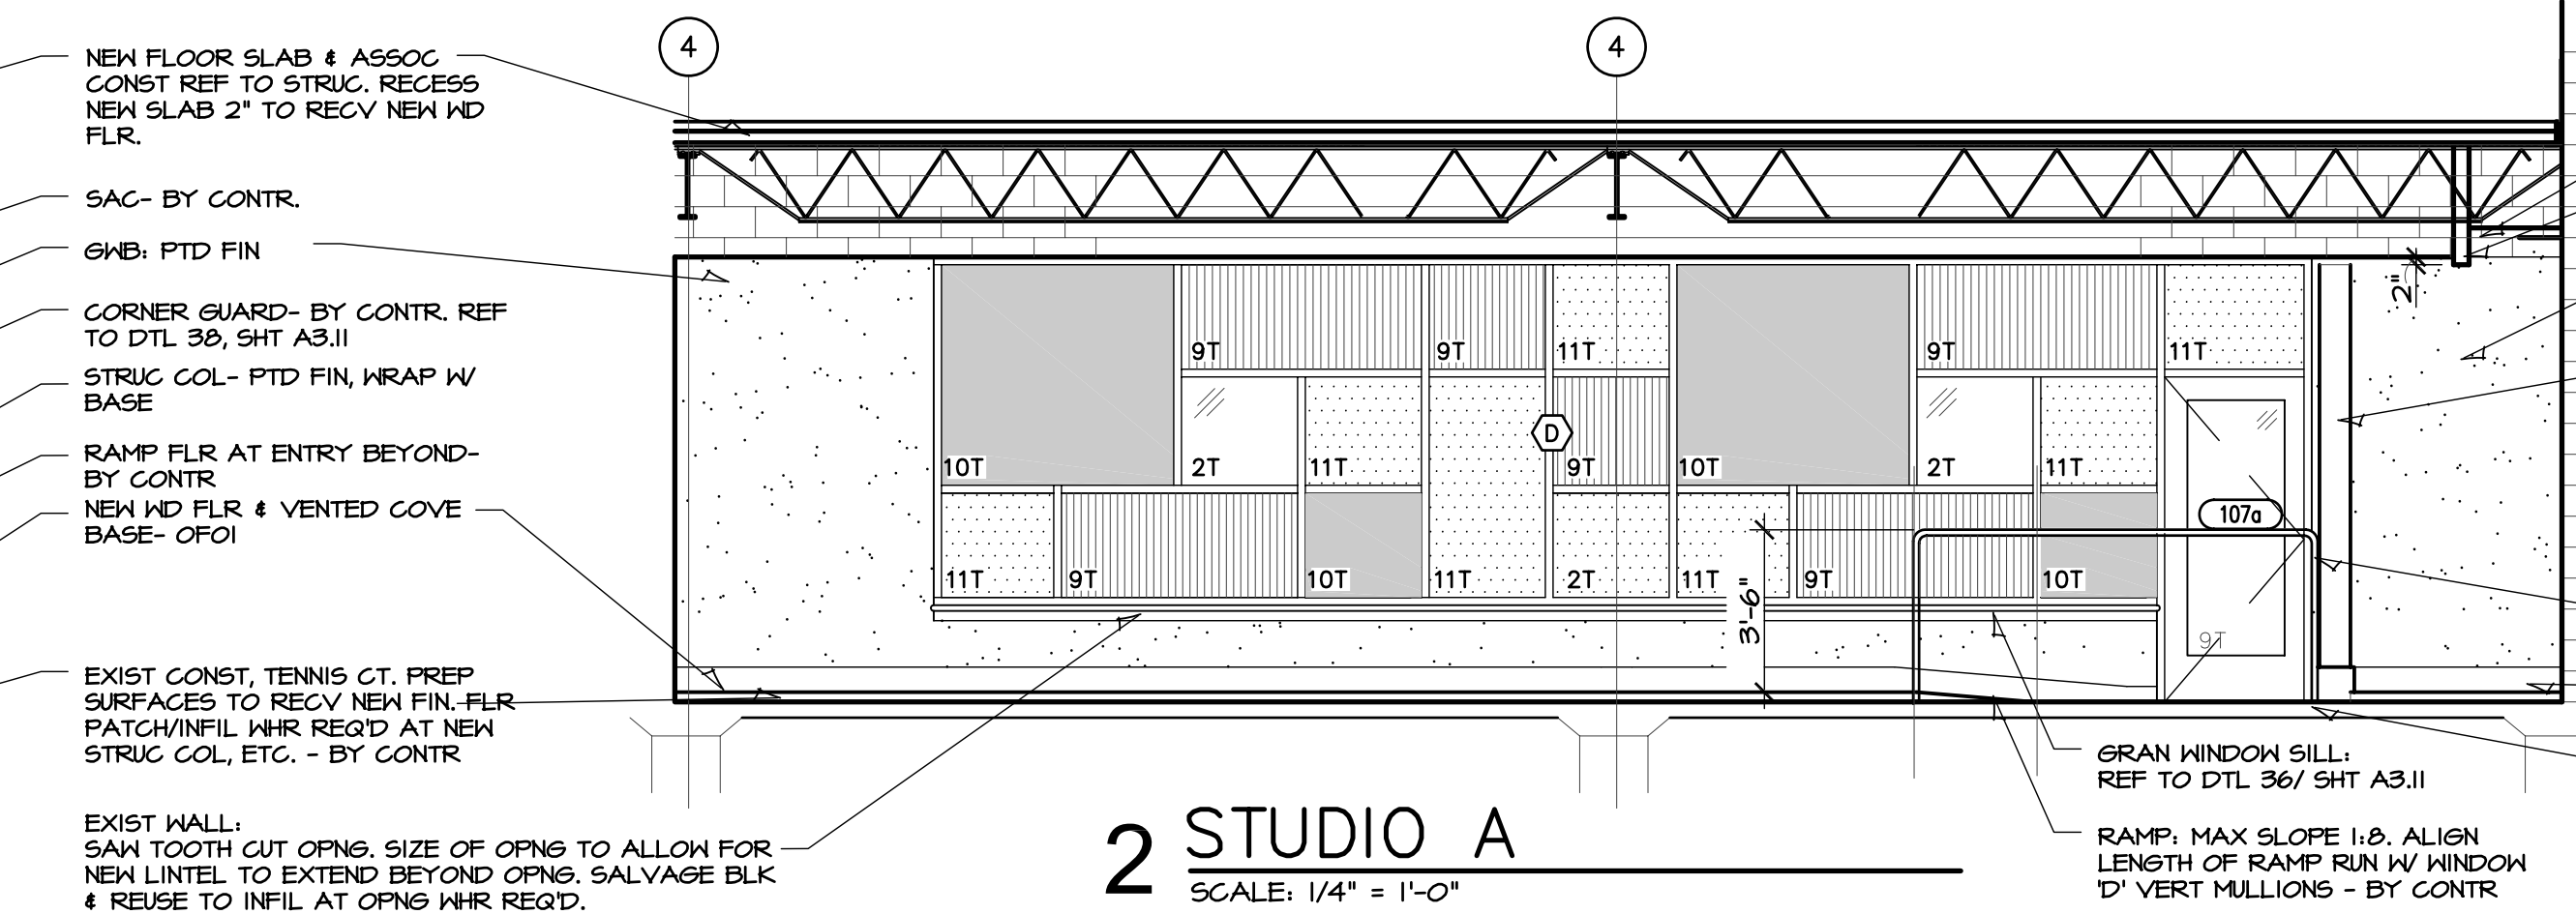 4
4
NEW FLOOR SLAB & ASSOC
CONST REF TO STRUC. RECESS
NEW SLAB 2" TO RECV NEW WD
FLR.
SAC- BY CONTR.
GWB: PTD FIN
CORNER GUARD- BY CONTR. REF
TO DTL 38, SHT A3.11
STRUC COL- PTD FIN, WRAP W/
BASE
RAMP FLR AT ENTRY BEYOND-
BY CONTR
NEW WD FLR & VENTED COVE
BASE- OFOI
EXIST CONST, TENNIS CT. PREP
SURFACES TO RECV NEW FIN. FLR
PATCH/INFIL WHR REQ'D AT NEW
STRUC COL, ETC. - BY CONTR
EXIST WALL:
SAW TOOTH CUT OPNG. SIZE OF OPNG TO ALLOW FOR
NEW LINTEL TO EXTEND BEYOND OPNG. SALVAGE BLK
& REUSE TO INFIL AT OPNG WHR REQ'D.
2"
9T 9T 11T 9T 11T
D
10T 2T 11T 9T 10T 2T 11T
107a
11T 9T 10T 11T 2T 11T 9T 10T
3'-6"
9T
GRAN WINDOW SILL:
REF TO DTL 36/ SHT A3.11
RAMP: MAX SLOPE 1:8. ALIGN
LENGTH OF RAMP RUN W/ WINDOW
'D' VERT MULLIONS - BY CONTR
2 STUDIO A
SCALE: 1/4" = 1'-0"